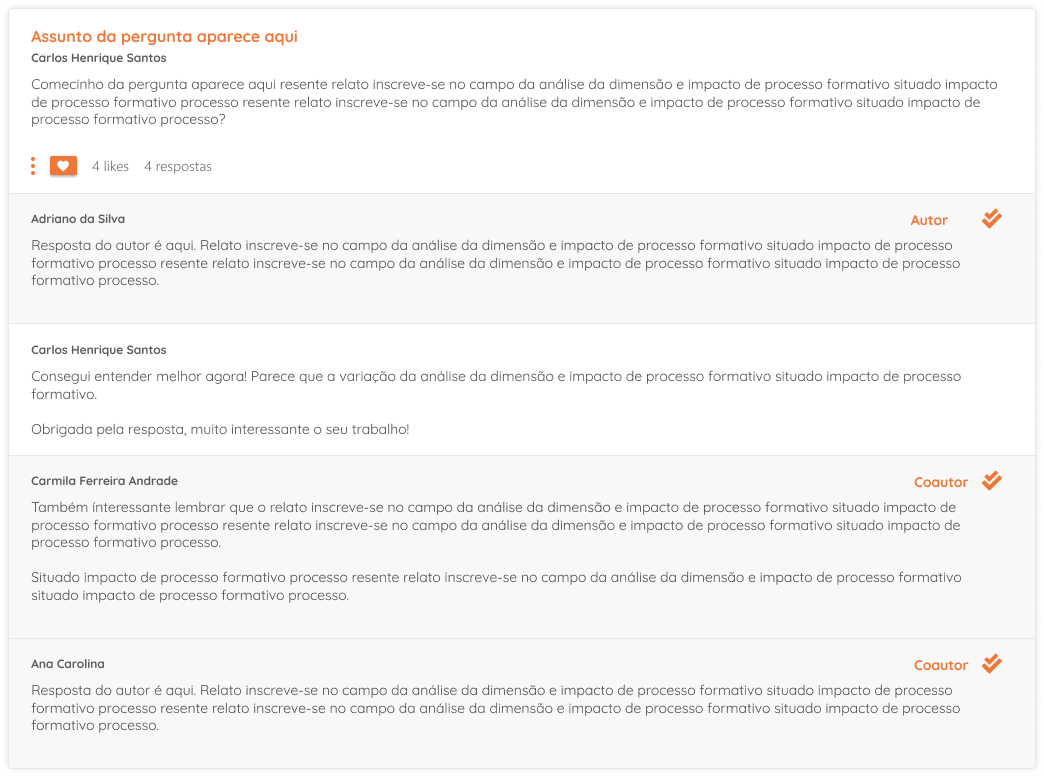 Assunto da pergunta aparece aqui
Carlos Henrique Santos
Comecinho da pergunta aparece aqui resente relato inscreve-se no campo da análise da dimensão e impacto de processo formativo situado impacto
de processo formativo processo resente relato inscreve-se no campo da análise da dimensão e impacto de processo formativo situado impacto de
processo formativo processo?
4 likes 4 respostas
Adriano da Silva
Autor
Resposta do autor é aqui. Relato inscreve-se no campo da análise da dimensão e impacto de processo formativo situado impacto de processo
formativo processo resente relato inscreve-se no campo da análise da dimensão e impacto de processo formativo situado impacto de processo
formativo processo.
Carlos Henrique Santos
Consegui entender melhor agora! Parece que a variação da análise da dimensão e impacto de processo formativo situado impacto de processo
formativo.
Obrigada pela resposta, muito interessante o seu trabalho!
Carmila Ferreira Andrade
Coautor
Também ínteressante lembrar que o relato inscreve-se no campo da análise da dimensão e impacto de processo formativo situado impacto de
processo formativo processo resente relato inscreve-se no campo da análise da dimensão e impacto de processo formativo situado impacto de
processo formativo processo.
Situado impacto de processo formativo processo resente relato inscreve-se no campo da análise da dimensão e impacto de processo formativo
situado impacto de processo formativo processo.
Ana Carolina
Coautor
Resposta do autor é aqui. Relato inscreve-se no campo da análise da dimensão e impacto de processo formativo situado impacto de processo
formativo processo resente relato inscreve-se no campo da análise da dimensão e impacto de processo formativo situado impacto de processo
formativo processo.